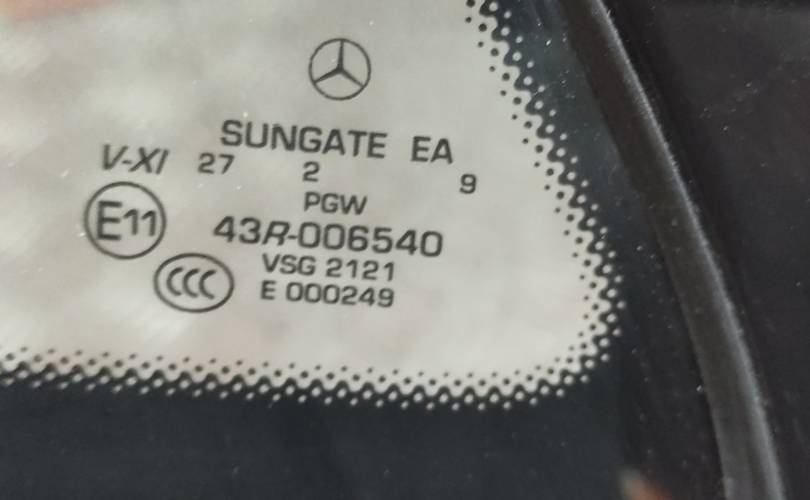 SUNGATE EA
V-XI 27 2 9
PGW
E11 43R-006540
VSG 2121
CCC E 000249